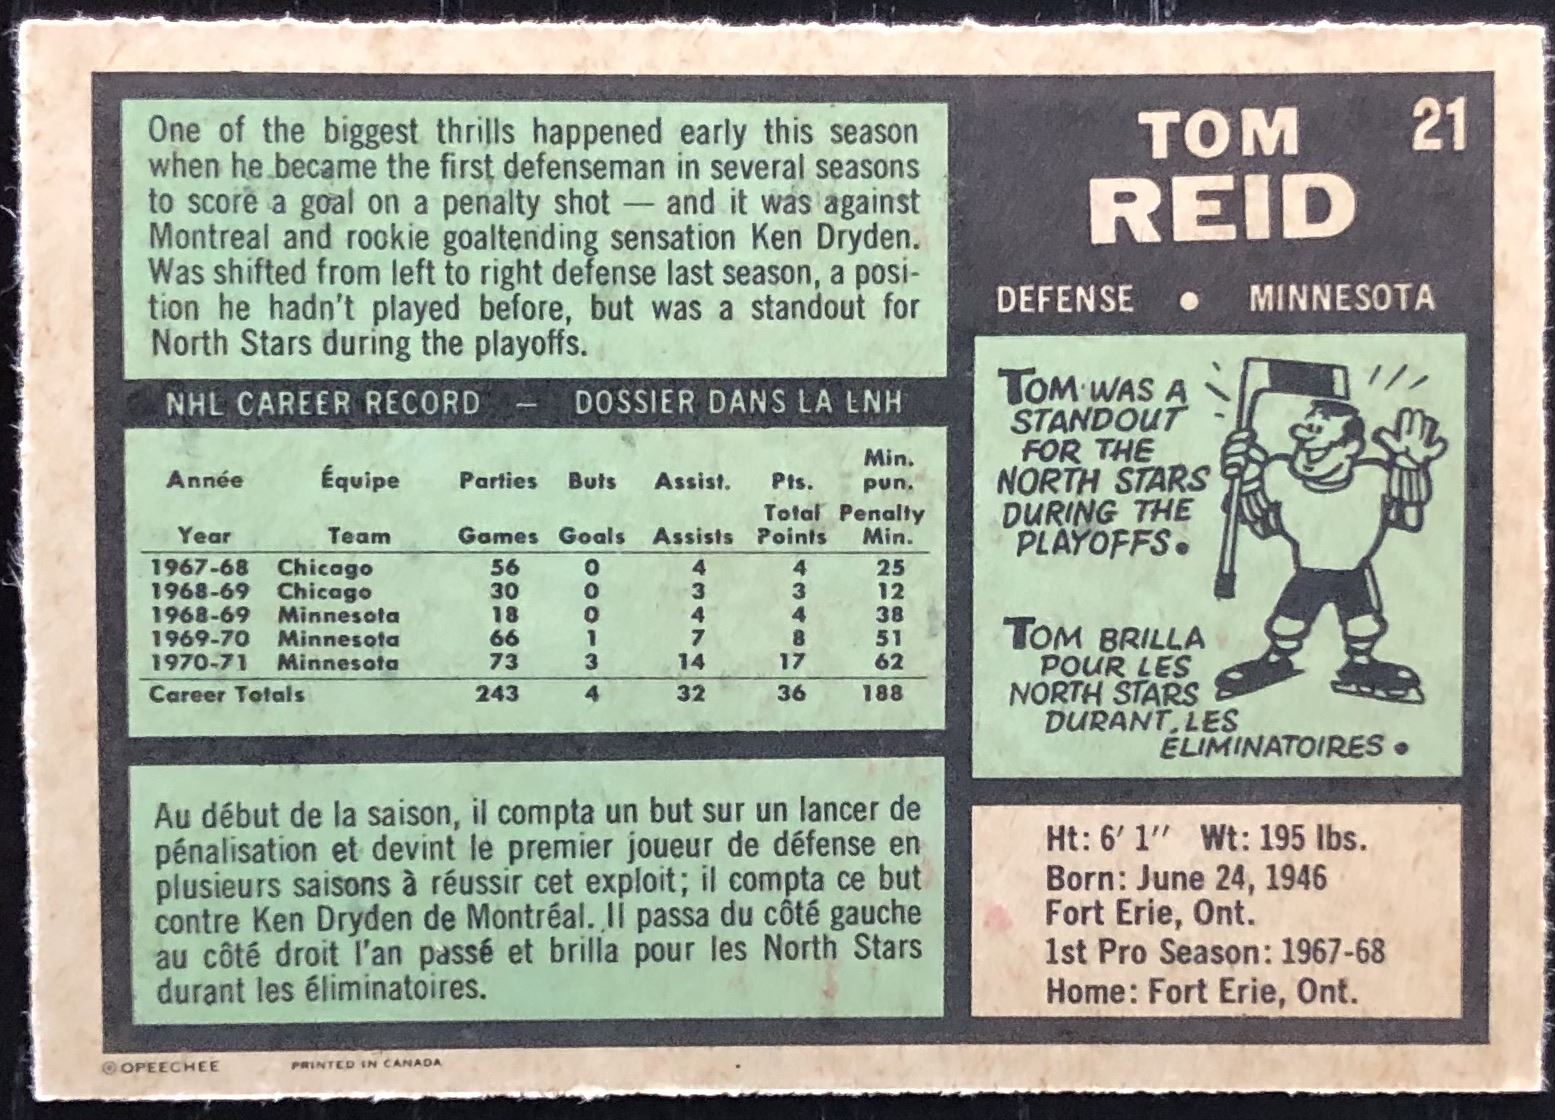 One of the biggest thrills happened early this season
when he became the first defenseman in several seasons
to score a goal on a penalty shot — and it was against
Montreal and rookie goaltending sensation Ken Dryden.
Was shifted from left to right defense last season, a posi-
tion he hadn't played before, but was a standout for
North Stars during the playoffs.
NHL CAREER RECORD – DOSSIER DANS LA LNH
Année Équipe Parties Buts Assist. Pts. Min. pun.
Year Team Games Goals Assists Total Points Penalty Min.
1967-68 Chicago 56 0 4 4 25
1968-69 Chicago 30 0 3 3 12
1968-69 Minnesota 18 0 4 4 38
1969-70 Minnesota 66 1 7 8 51
1970-71 Minnesota 73 3 14 17 62
Career Totals 243 4 32 36 188
Au début de la saison, il compta un but sur un lancer de
pénalisation et devint le premier joueur de défense en
plusieurs saisons à réussir cet exploit; il compta ce but
contre Ken Dryden de Montréal. Il passa du côté gauche
au côté droit l'an passé et brilla pour les North Stars
durant les éliminatoires.
TOM 21
REID
DEFENSE • MINNESOTA
TOM WAS A
STANDOUT
FOR THE
NORTH STARS
DURING THE
PLAYOFFS.
TOM BRILLA
POUR LES
NORTH STARS
DURANT LES
ÉLIMINATOIRES.
Ht: 6' 1" Wt: 195 lbs.
Born: June 24, 1946
Fort Erie, Ont.
1st Pro Season: 1967-68
Home: Fort Erie, Ont.
© OPEECHEE PRINTED IN CANADA